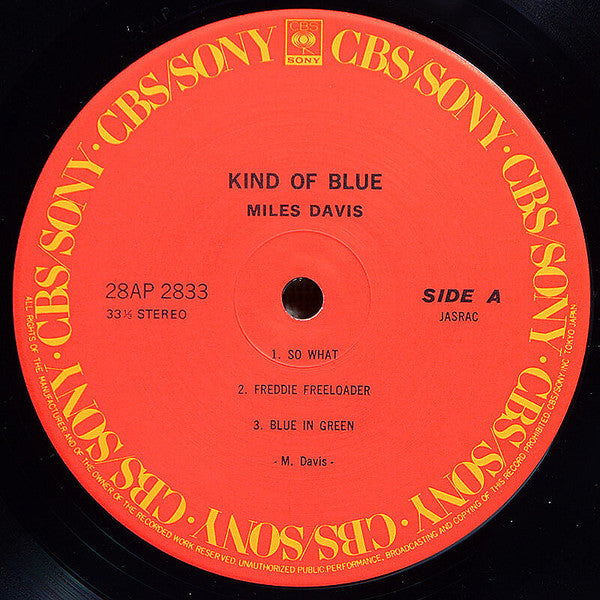 CBS
SONY
CBS/SONY · CBS/SONY · CBS/SONY · CBS/SONY · CBS/SONY · CBS/SONY · CBS/SONY · CBS/SONY
KIND OF BLUE
MILES DAVIS
28AP 2833
33⅓ STEREO
SIDE A
JASRAC
1. SO WHAT
2. FREDDIE FREELOADER
3. BLUE IN GREEN
- M. Davis -
ALL RIGHTS OF THE MANUFACTURER AND OF THE OWNER OF THE RECORDED WORK RESERVED. UNAUTHORIZED PUBLIC PERFORMANCE, BROADCASTING AND COPYING OF THIS RECORD PROHIBITED. CBS/SONY INC. TOKYO JAPAN